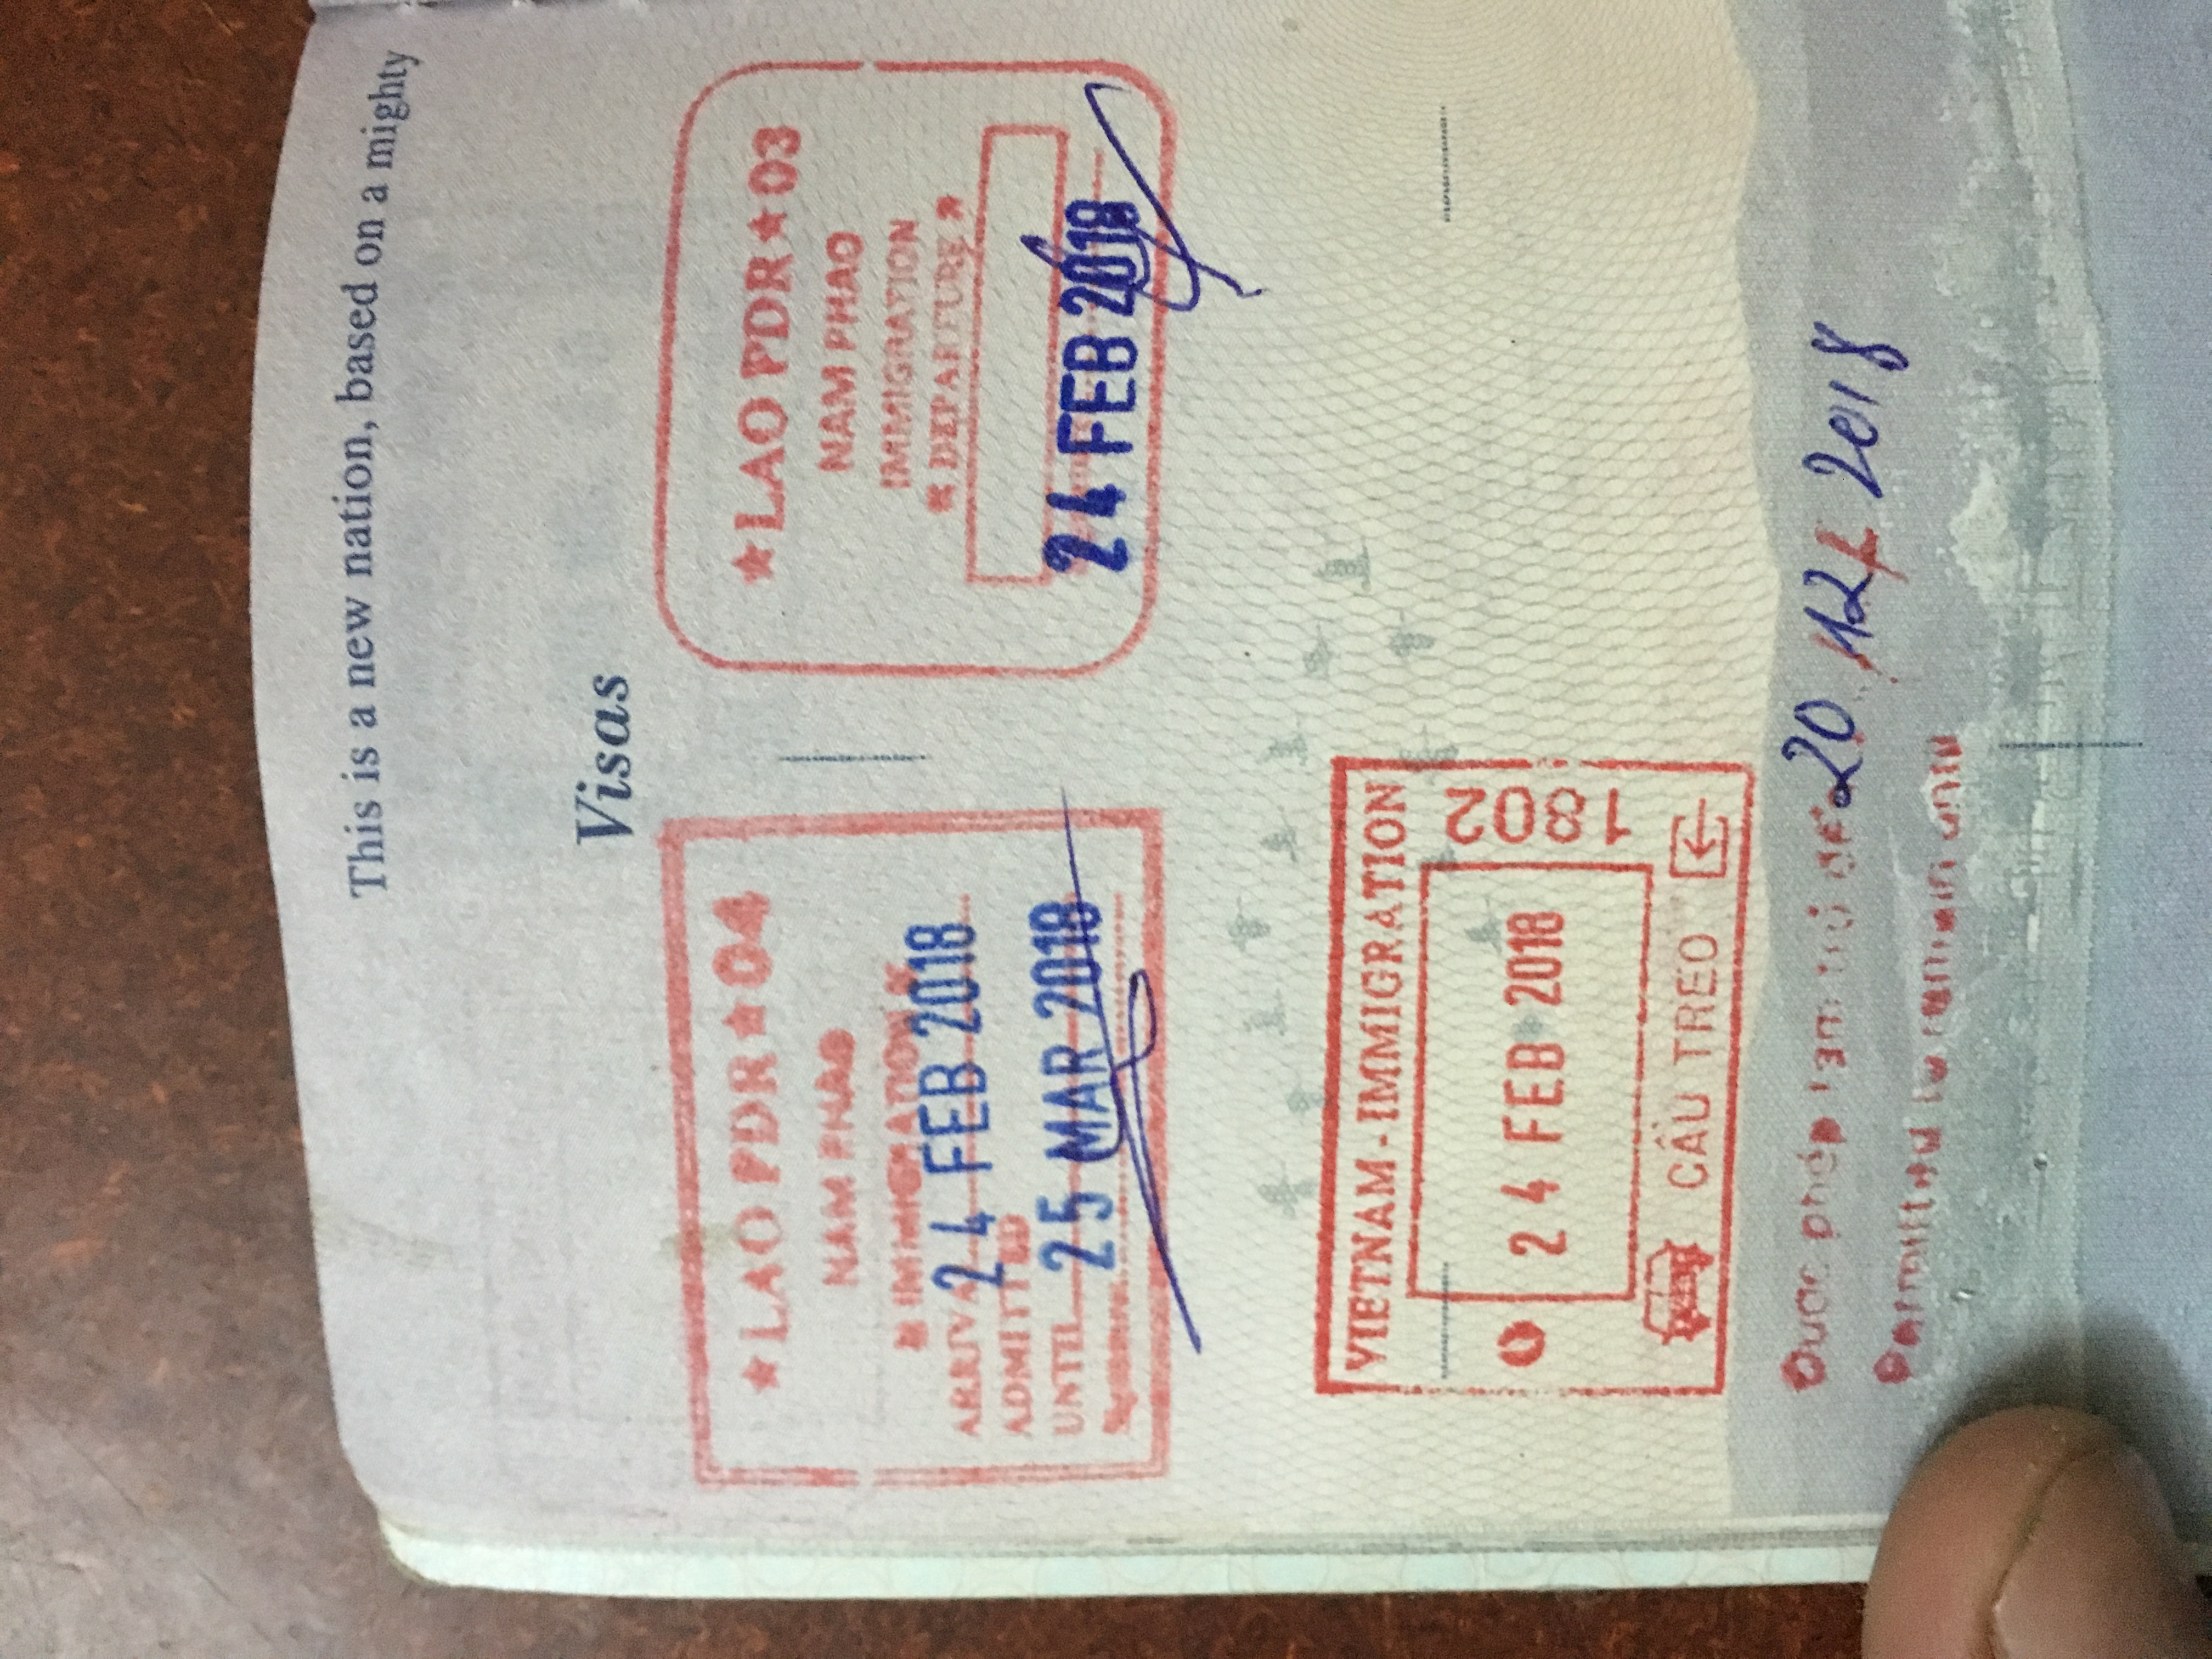 This is a new nation, based on a mighty
Visas
★LAO PDR★04
NAM PHAO
IMMIGRATION
ARRIVAL 24 FEB 2018
ADMITTED
UNTIL 25 MAR 2018
★LAO PDR★03
NAM PHAO
IMMIGRATION
★ DEPARTURE ★
24 FEB 2018
VIETNAM - IMMIGRATION
24 FEB 2018
1802
CẦU TREO
Được phép tạm trú đến 20/
2018
Permitted to remain until